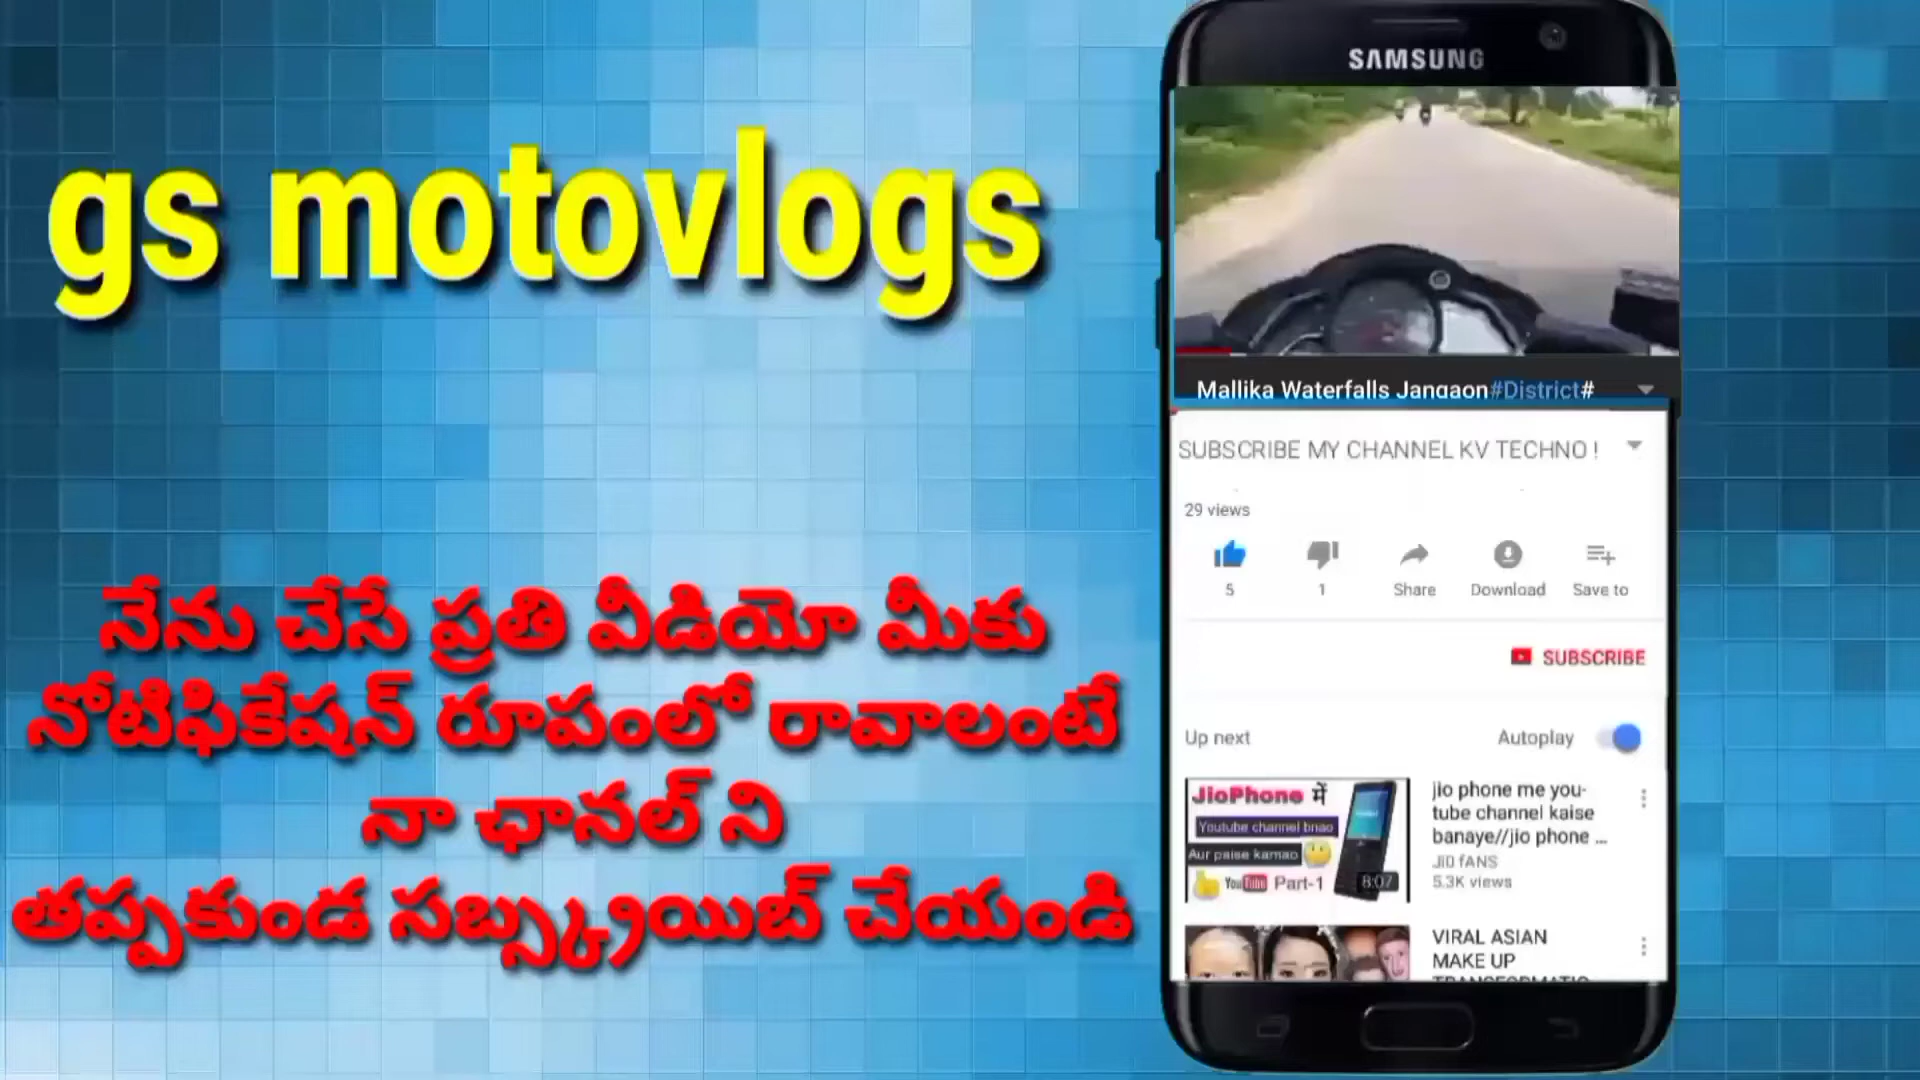 gs motovlogs
నేను చేసే ప్రతి వీడియో మీకు
నోటిఫికేషన్ రూపంలో రావాలంటే
నా ఛానల్ ని
తప్పకుండ సబ్స్క్రయిబ్ చేయండి
SAMSUNG
Mallika Waterfalls Jangaon#District#
SUBSCRIBE MY CHANNEL KV TECHNO !
29 views
5
1
Share
Download
Save to
SUBSCRIBE
Up next
Autoplay
JioPhone में
Youtube channel bnao
Aur paise kamao
YouTube Part-1
8:07
jio phone me you-
tube channel kaise
banaye//jio phone ...
JIO fANS
5.3K views
VIRAL ASIAN
MAKE UP
TRANSFORMATIO